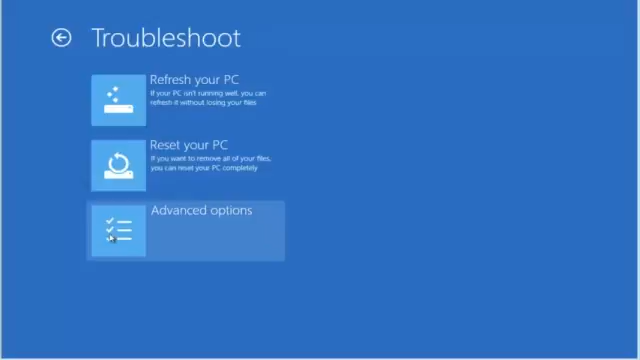 Troubleshoot
Refresh your PC
If your PC isn't running well, you can
refresh it without losing your files
Reset your PC
If you want to remove all of your files,
you can reset your PC completely
Advanced options